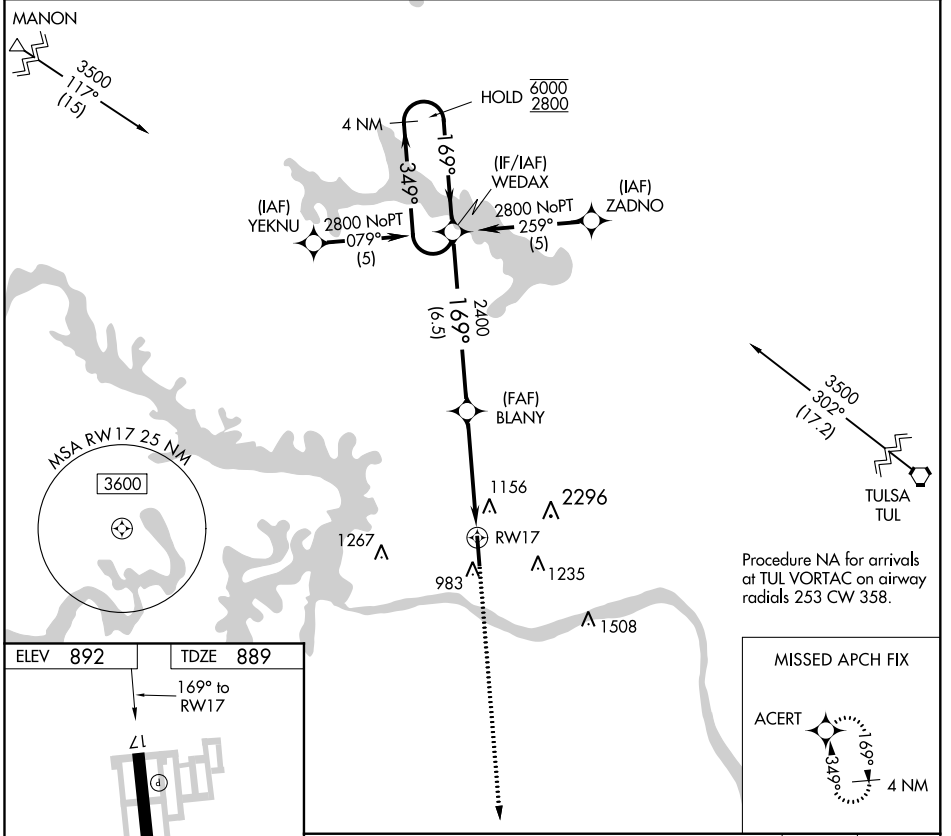 MANON
3500
117°
(15)
HOLD 6000
2800
4 NM
169°
349°
(IF/IAF)
WEDAX
(IAF)
YEKNU
2800 NoPT
079°
(5)
(IAF)
ZADNO
2800 NoPT
259°
(5)
2400
169°
(6.5)
(FAF)
BLANY
3500
302°
(17.2)
TULSA
TUL
MSA RW17 25 NM
3600
1156
2296
RW17
1267
983
1235
1508
Procedure NA for arrivals
at TUL VORTAC on airway
radials 253 CW 358.
ELEV 892
TDZE 889
169° to
RW17
17
P
MISSED APCH FIX
ACERT
169°
349°
4 NM